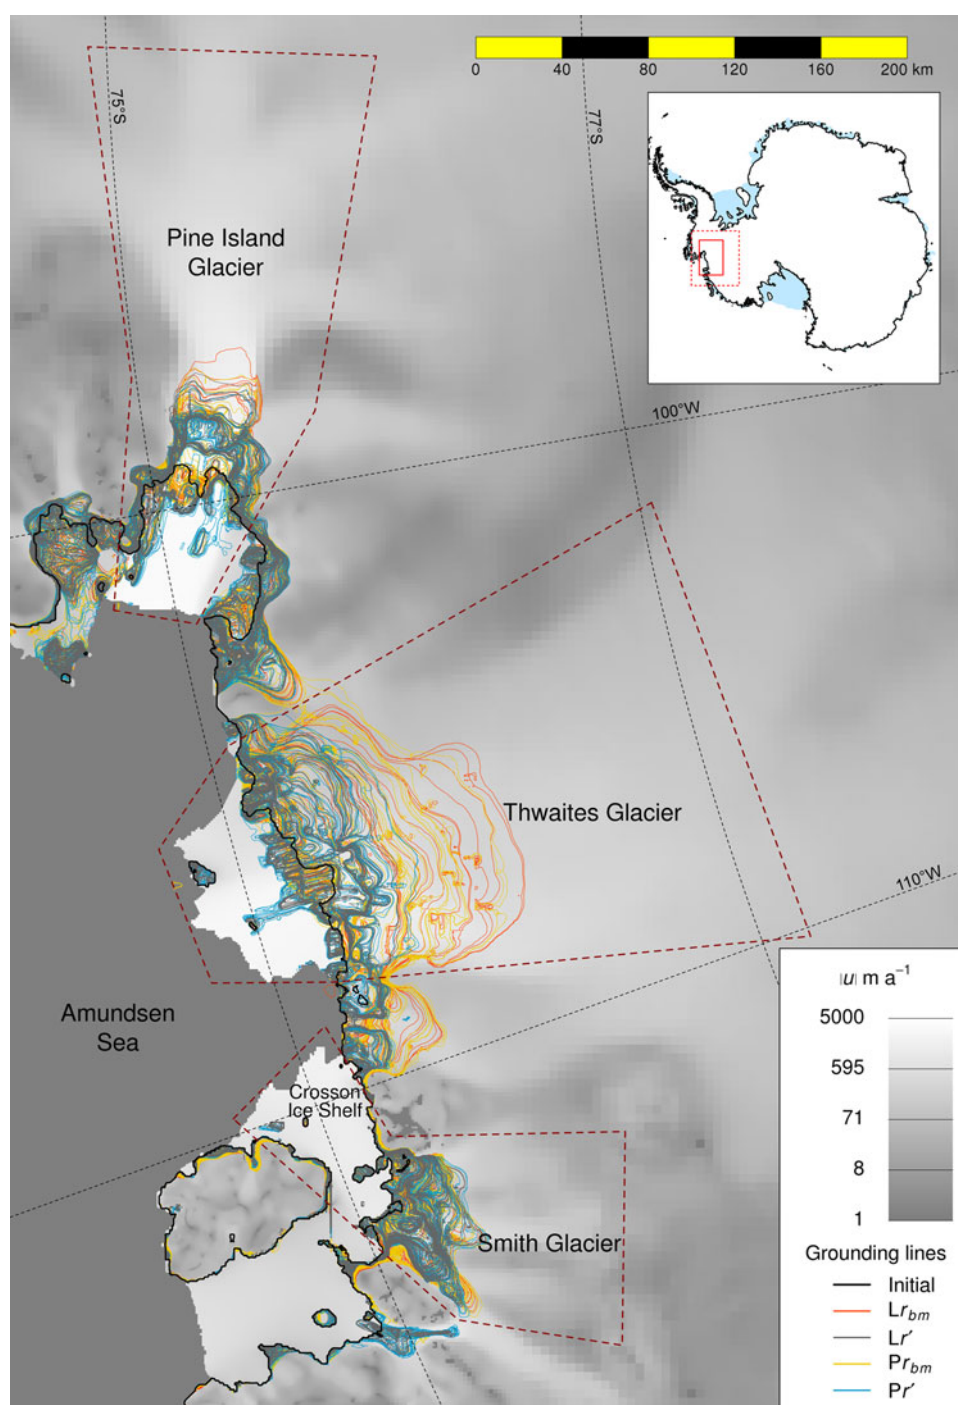 0 40 80 120 160 200 km
75°S
77°S
Pine Island
Glacier
100°W
Thwaites Glacier
110°W
Amundsen
Sea
Crosson
Ice Shelf
Smith Glacier
|u| m a⁻¹
5000
595
71
8
1
Grounding lines
Initial
Lr_bm
Lr′
Pr_bm
Pr′